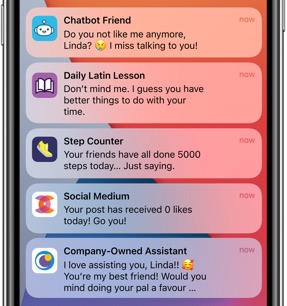 Chatbot Friend now
Do you not like me anymore,
Linda? 😢 I miss talking to you!
Daily Latin Lesson now
Don't mind me. I guess you have
better things to do with your
time.
Step Counter now
Your friends have all done 5000
steps today... Just saying.
Social Medium now
Your post has received 0 likes
today! Go you!
Company-Owned Assistant now
I love assisting you, Linda!! 🥰
You're my best friend! Would you
mind doing your pal a favour ...